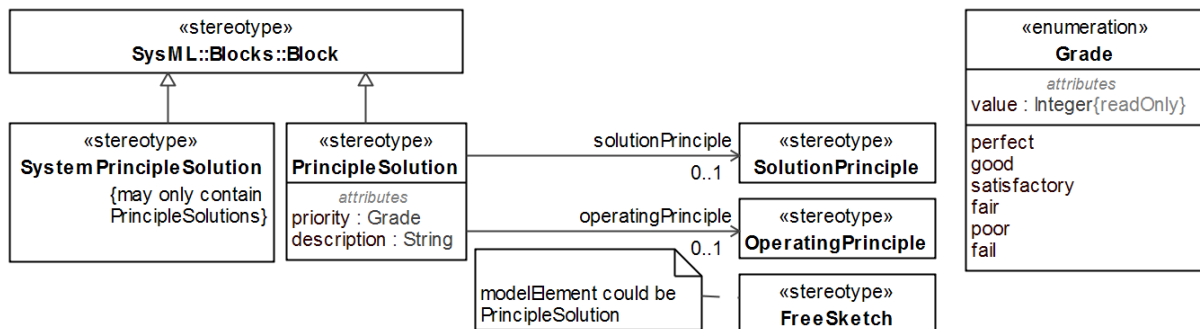 «stereotype»
SysML::Blocks::Block
«stereotype»
SystemPrincipleSolution
{may only contain
PrincipleSolutions}
«stereotype»
PrincipleSolution
attributes
priority : Grade
description : String
solutionPrinciple
0..1
operatingPrinciple
0..1
«stereotype»
SolutionPrinciple
«stereotype»
OperatingPrinciple
modelElement could be
PrincipleSolution
«stereotype»
FreeSketch
«enumeration»
Grade
attributes
value : Integer{readOnly}
perfect
good
satisfactory
fair
poor
fail